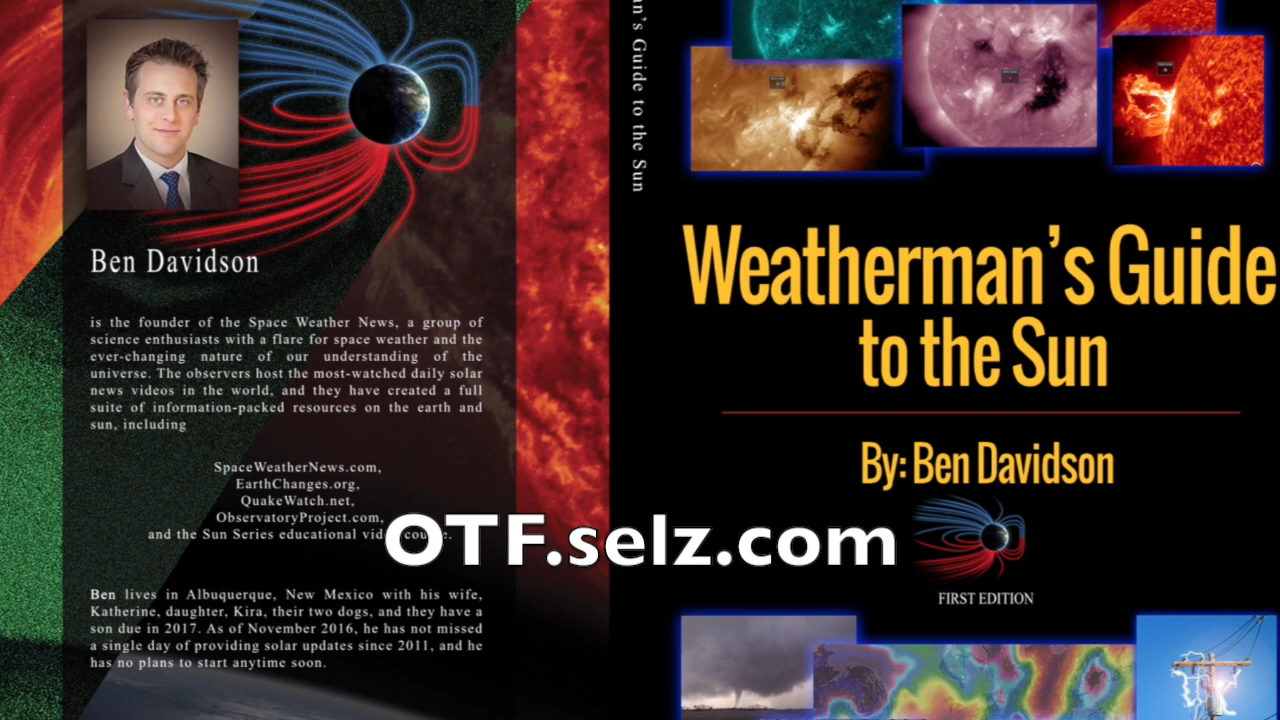 Ben Davidson
is the founder of the Space Weather News, a group of
science enthusiasts with a flare for space weather and the
ever-changing nature of our understanding of the
universe. The observers host the most-watched daily solar
news videos in the world, and they have created a full
suite of information-packed resources on the earth and
sun, including
SpaceWeatherNews.com,
EarthChanges.org,
QuakeWatch.net,
ObservatoryProject.com,
and the Sun Series educational video course.
Ben lives in Albuquerque, New Mexico with his wife,
Katherine, daughter, Kira, their two dogs, and they have a
son due in 2017. As of November 2016, he has not missed
a single day of providing solar updates since 2011, and he
has no plans to start anytime soon.
OTF.selz.com
an's Guide to the Sun
Weatherman's Guide
to the Sun
By: Ben Davidson
FIRST EDITION